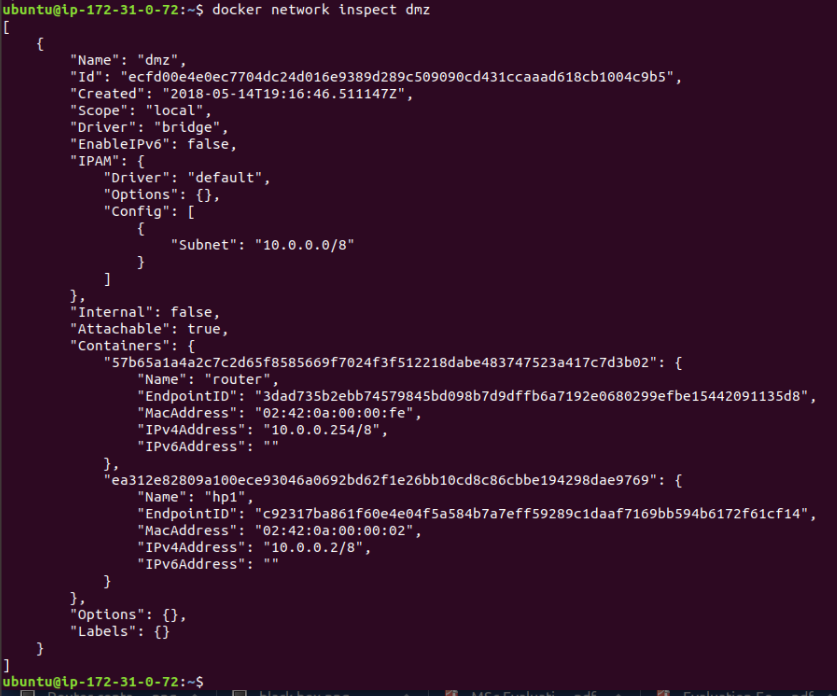 ubuntu@ip-172-31-0-72:~$ docker network inspect dmz
[
    {
        "Name": "dmz",
        "Id": "ecfd00e4e0ec7704dc24d016e9389d289c509090cd431ccaaad618cb1004c9b5",
        "Created": "2018-05-14T19:16:46.511147Z",
        "Scope": "local",
        "Driver": "bridge",
        "EnableIPv6": false,
        "IPAM": {
            "Driver": "default",
            "Options": {},
            "Config": [
                {
                    "Subnet": "10.0.0.0/8"
                }
            ]
        },
        "Internal": false,
        "Attachable": true,
        "Containers": {
            "57b65a1a4a2c7c2d65f8585669f7024f3f512218dabe483747523a417c7d3b02": {
                "Name": "router",
                "EndpointID": "3dad735b2ebb74579845bd098b7d9dffb6a7192e0680299efbe15442091135d8",
                "MacAddress": "02:42:0a:00:00:fe",
                "IPv4Address": "10.0.0.254/8",
                "IPv6Address": ""
            },
            "ea312e82809a100ece93046a0692bd62f1e26bb10cd8c86cbbe194298dae9769": {
                "Name": "hp1",
                "EndpointID": "c92317ba861f60e4e04f5a584b7a7eff59289c1daaf7169bb594b6172f61cf14",
                "MacAddress": "02:42:0a:00:00:02",
                "IPv4Address": "10.0.0.2/8",
                "IPv6Address": ""
            }
        },
        "Options": {},
        "Labels": {}
    }
]
ubuntu@ip-172-31-0-72:~$